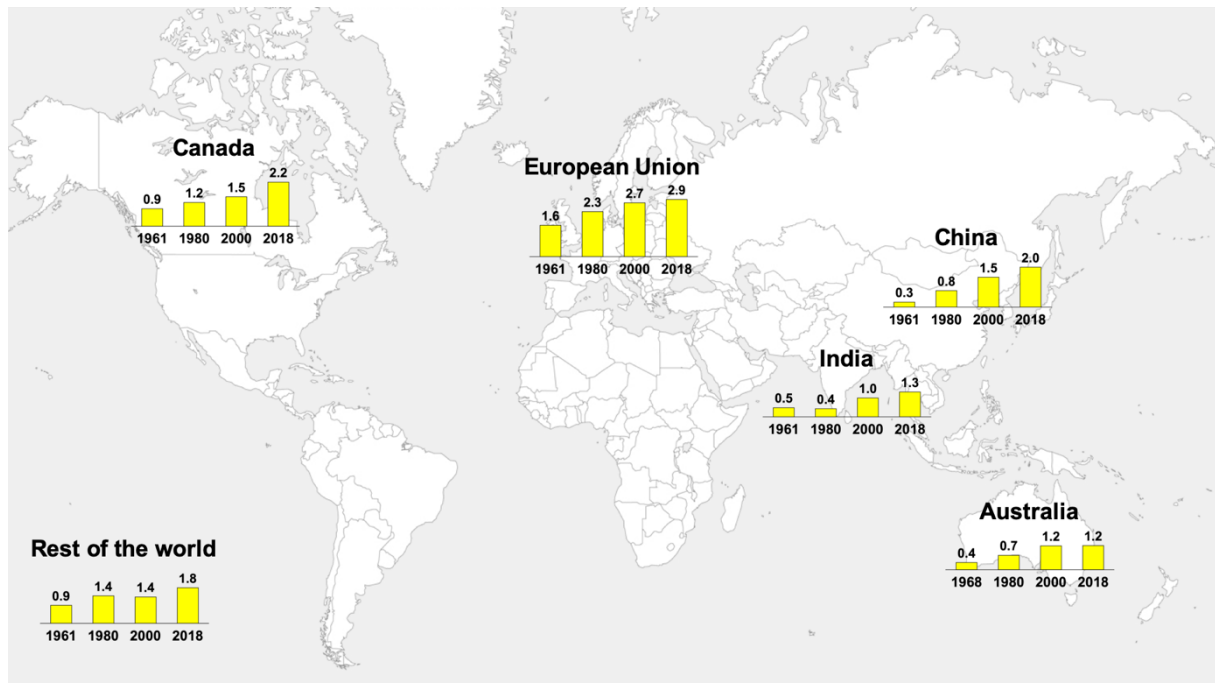 Canada
0.9 1.2 1.5 2.2
1961 1980 2000 2018
European Union
1.6 2.3 2.7 2.9
1961 1980 2000 2018
China
0.3 0.8 1.5 2.0
1961 1980 2000 2018
India
0.5 0.4 1.0 1.3
1961 1980 2000 2018
Australia
0.4 0.7 1.2 1.2
1968 1980 2000 2018
Rest of the world
0.9 1.4 1.4 1.8
1961 1980 2000 2018